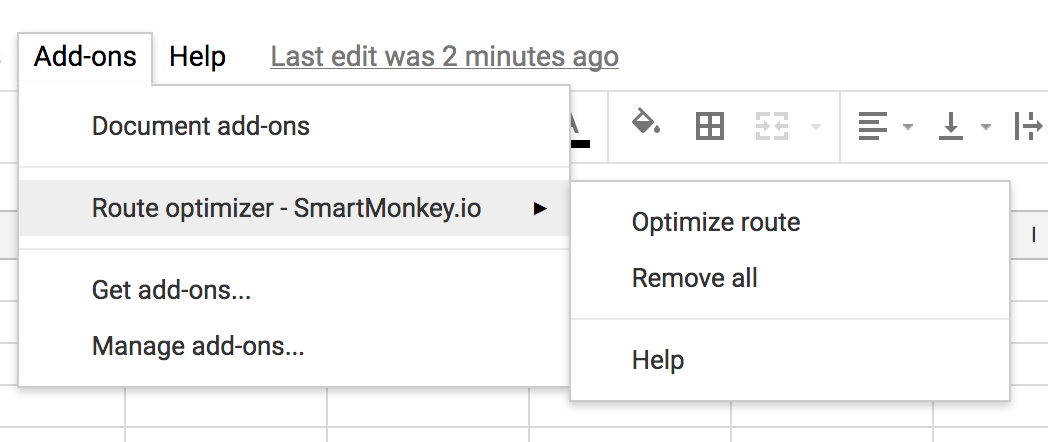 Add-ons Help Last edit was 2 minutes ago
Document add-ons
A
Route optimizer - SmartMonkey.io
Optimize route
I
Remove all
Get add-ons...
Manage add-ons...
Help